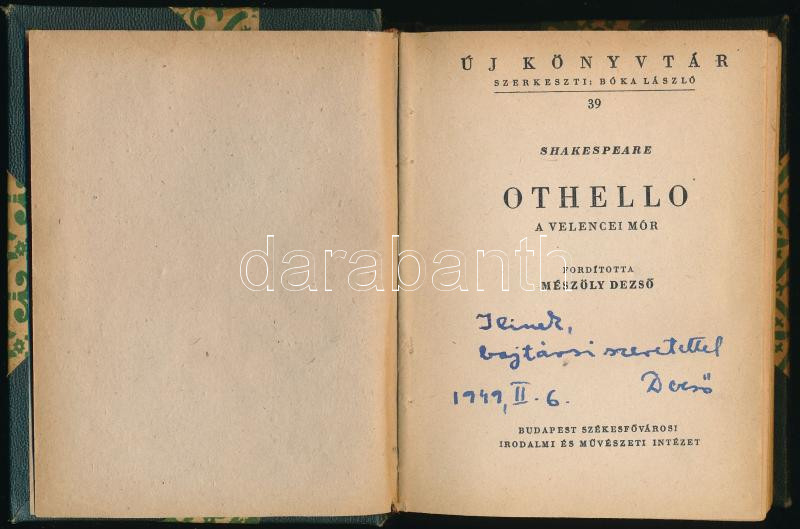 ÚJ KÖNYVTÁR
SZERKESZTI: BÓKA LÁSZLÓ
39
SHAKESPEARE
OTHELLO
A VELENCEI MÓR
darabanth
FORDÍTOTTA
MÉSZÖLY DEZSŐ
bajtársi szeretettel
Dezső
1949, II. 6.
BUDAPEST SZÉKESFŐVÁROSI
IRODALMI ÉS MŰVÉSZETI INTÉZET